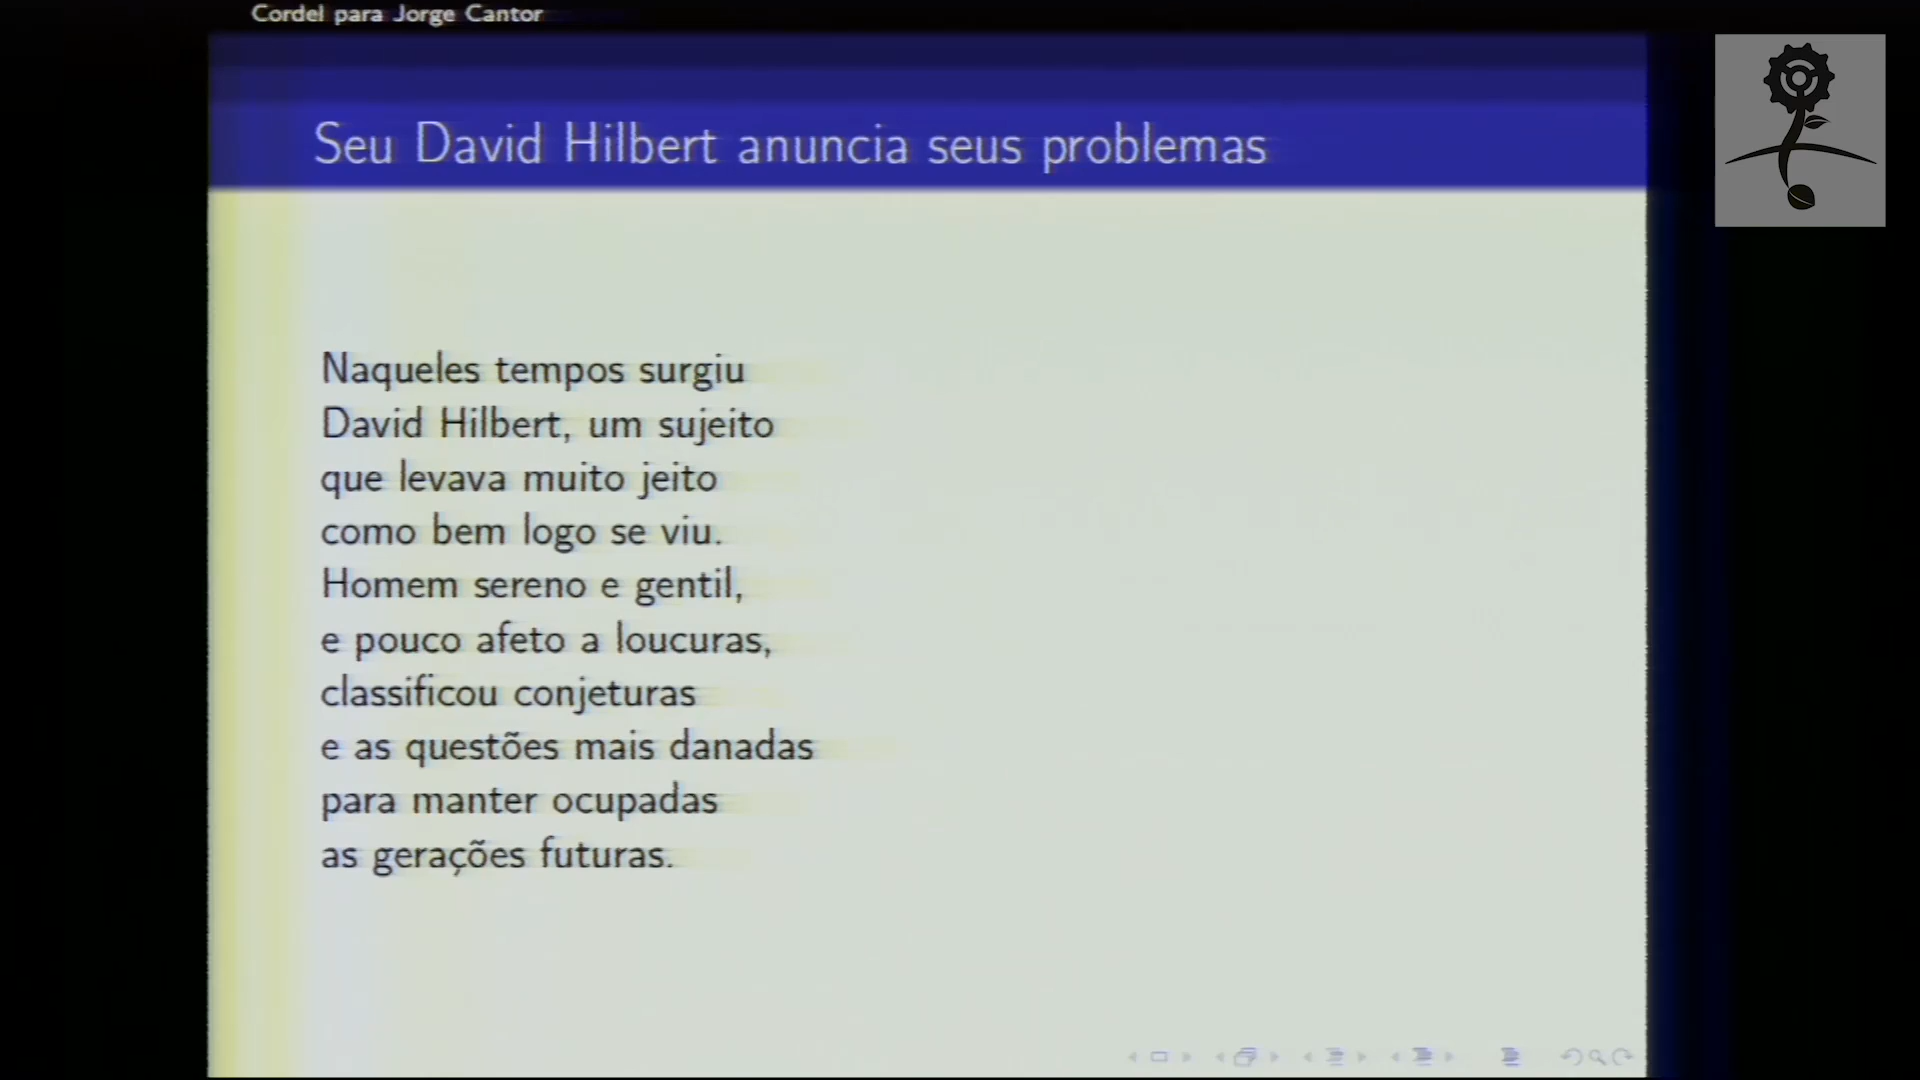 Cordel para Jorge Cantor
Seu David Hilbert anuncia seus problemas
Naqueles tempos surgiu
David Hilbert, um sujeito
que levava muito jeito
como bem logo se viu.
Homem sereno e gentil,
e pouco afeto a loucuras,
classificou conjeturas
e as questões mais danadas
para manter ocupadas
as gerações futuras.